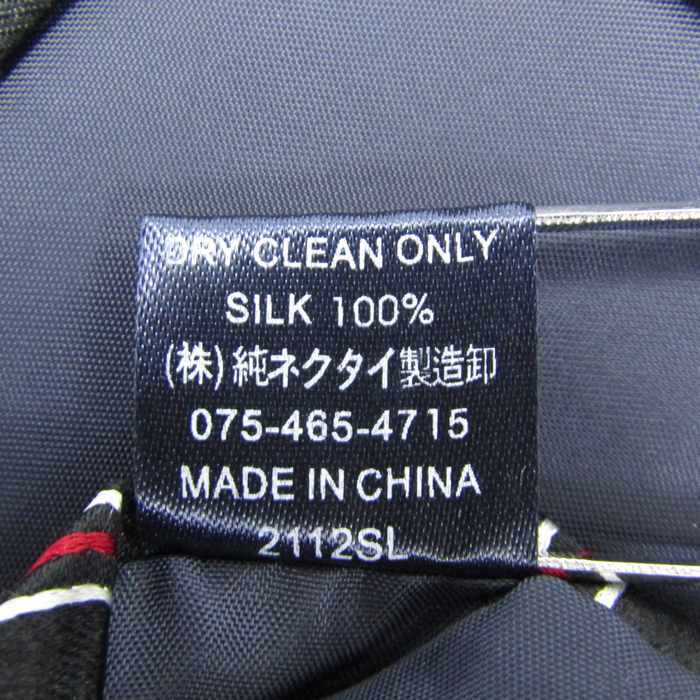 DRY CLEAN ONLY
SILK 100%
(株)純ネクタイ製造卸
075-465-4715
MADE IN CHINA
2112SL